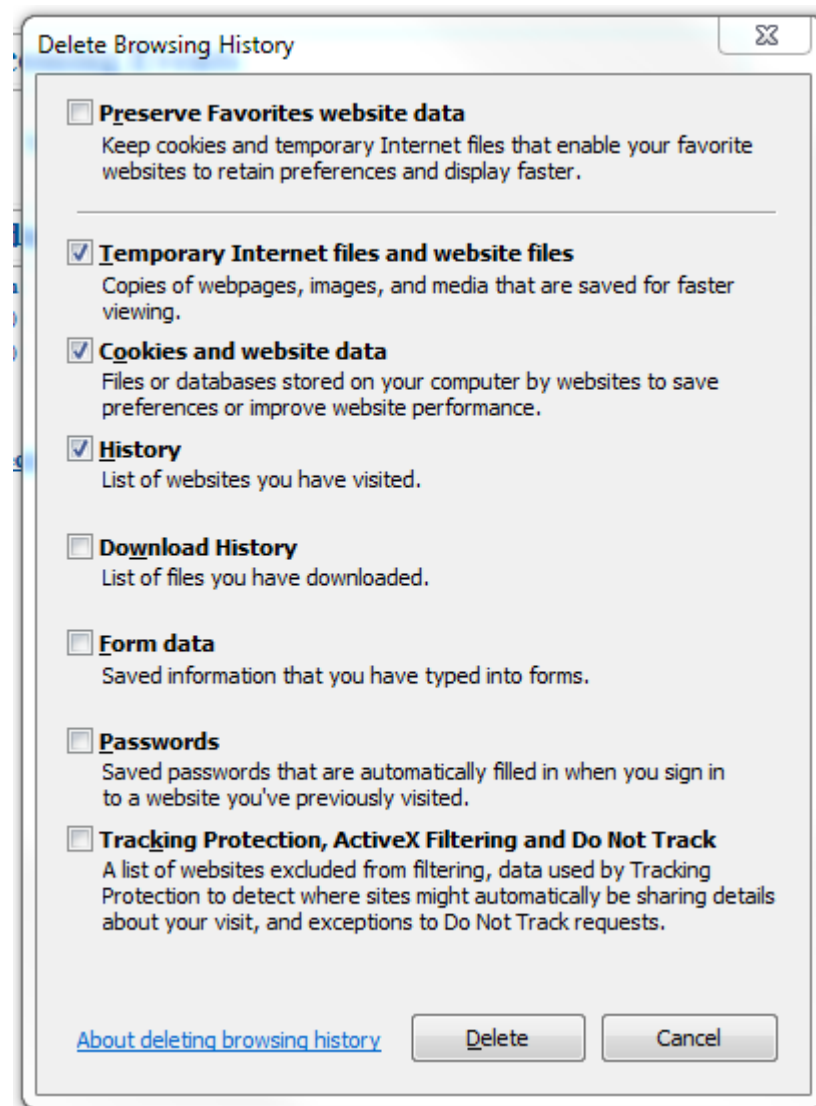 Delete Browsing History
Preserve Favorites website data
Keep cookies and temporary Internet files that enable your favorite
websites to retain preferences and display faster.
Temporary Internet files and website files
Copies of webpages, images, and media that are saved for faster
viewing.
Cookies and website data
Files or databases stored on your computer by websites to save
preferences or improve website performance.
History
List of websites you have visited.
Download History
List of files you have downloaded.
Form data
Saved information that you have typed into forms.
Passwords
Saved passwords that are automatically filled in when you sign in
to a website you've previously visited.
Tracking Protection, ActiveX Filtering and Do Not Track
A list of websites excluded from filtering, data used by Tracking
Protection to detect where sites might automatically be sharing details
about your visit, and exceptions to Do Not Track requests.
About deleting browsing history
Delete
Cancel